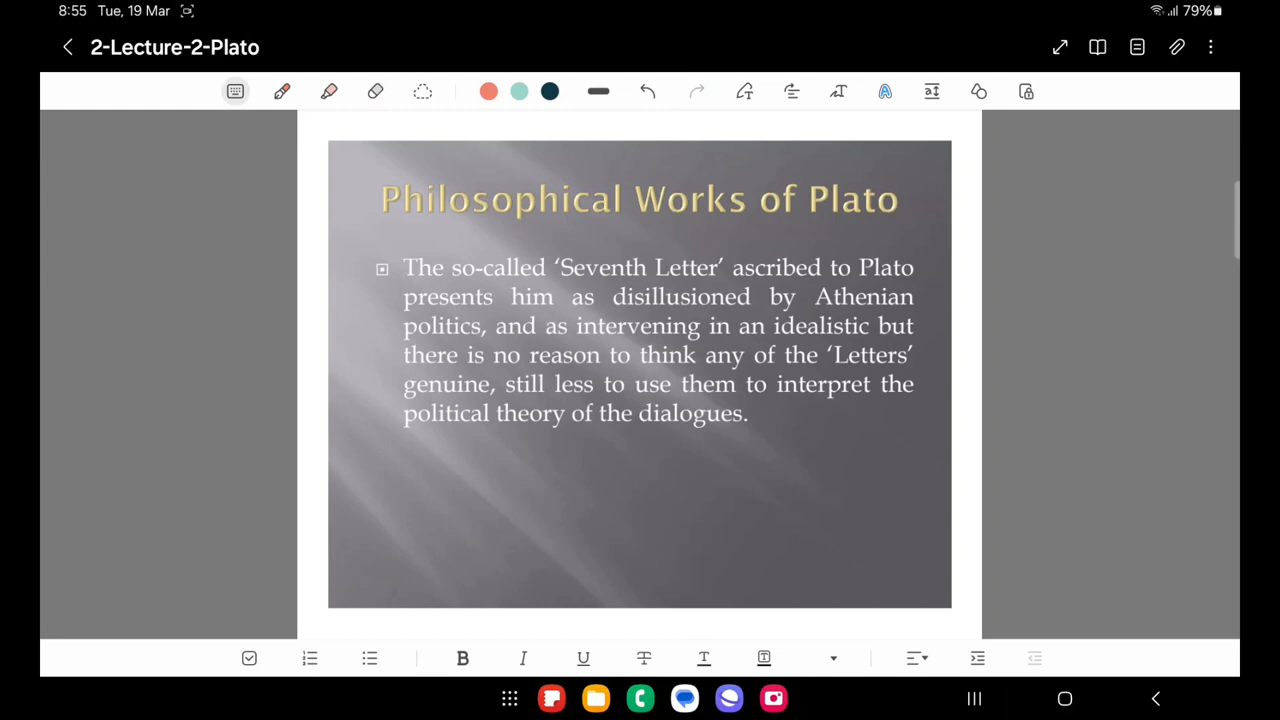 8:55 Tue, 19 Mar
79%
2-Lecture-2-Plato
Philosophical Works of Plato
The so-called ‘Seventh Letter’ ascribed to Plato
presents him as disillusioned by Athenian
politics, and as intervening in an idealistic but
there is no reason to think any of the ‘Letters’
genuine, still less to use them to interpret the
political theory of the dialogues.
B I U T T T